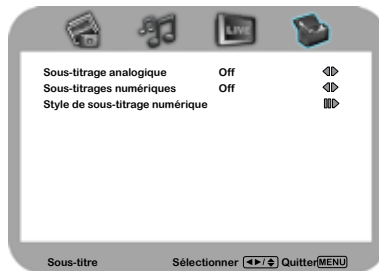 LIVE
Sous-titrage analogique Off
Sous-titrages numériques Off
Style de sous-titrage numérique
Sous-titre Sélectionner ◀▶/♦ Quitter MENU